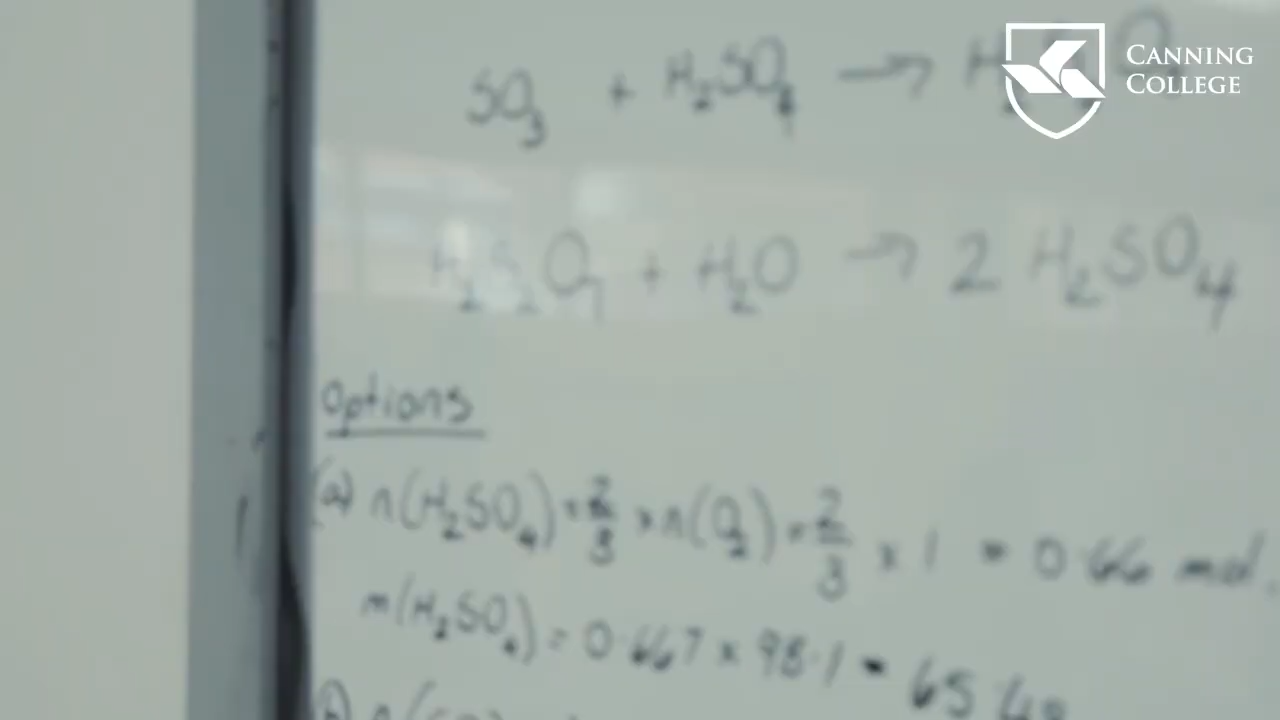 CANNING
COLLEGE
SO₃ + H₂SO₄ → H₂
H₂S₂O₇ + H₂O → 2 H₂SO₄
Options
(a) n(H₂SO₄) = 2/3 × n(O₂) = 2/3 × 1 = 0.66 mol.
m(H₂SO₄) = 0.667 × 98.1 = 65.4g
(b) n(